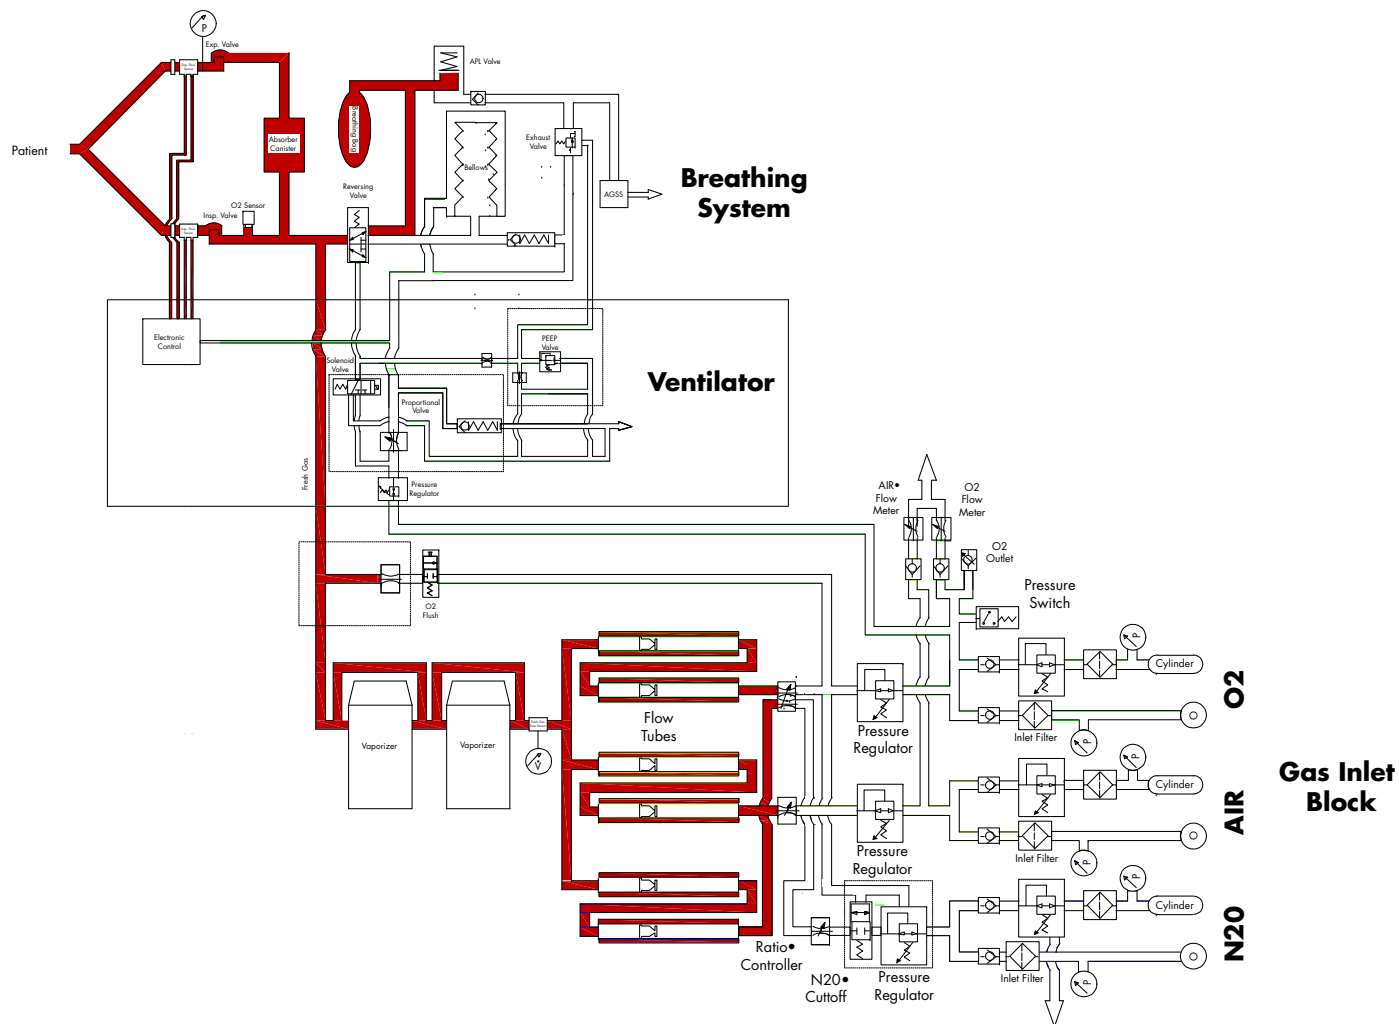 P
Exp. Valve
APL Valve
Breathing Bag
Absorber
Canister
Exhaust
Valve
Patient
Bellows
Reversing
Valve
AGSS
Breathing
System
O2 Sensor
Insp. Valve
Electronic
Control
PEEP
Valve
Solenoid
Valve
Ventilator
Proportional
Valve
Fresh Gas
Pressure
Regulator
AIR•
Flow
Meter
O2
Flow
Meter
O2
Outlet
Pressure
Switch
O2
Flush
P
Cylinder
O2
Flow
Tubes
Pressure
Regulator
Inlet Filter
P
Vaporizer
Vaporizer
V
P
Cylinder
AIR
Gas Inlet
Block
Pressure
Regulator
Inlet Filter
P
P
Cylinder
N20
Ratio•
Controller
N20•
Cuttoff
Pressure
Regulator
Inlet Filter
P